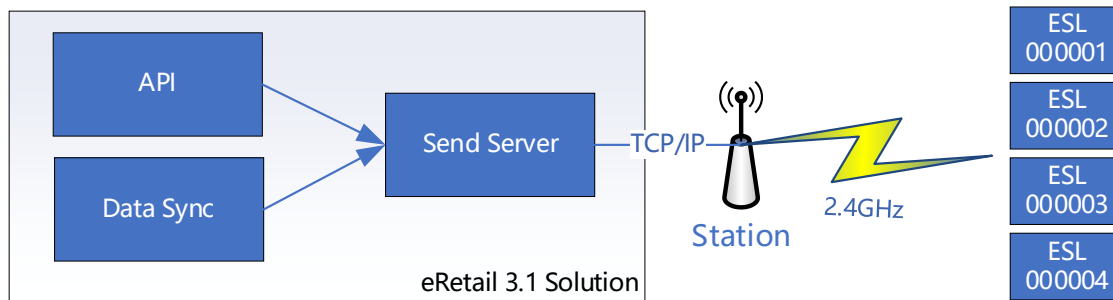 API
Data Sync
Send Server
eRetail 3.1 Solution
TCP/IP
Station
2.4GHz
ESL
000001
ESL
000002
ESL
000003
ESL
000004